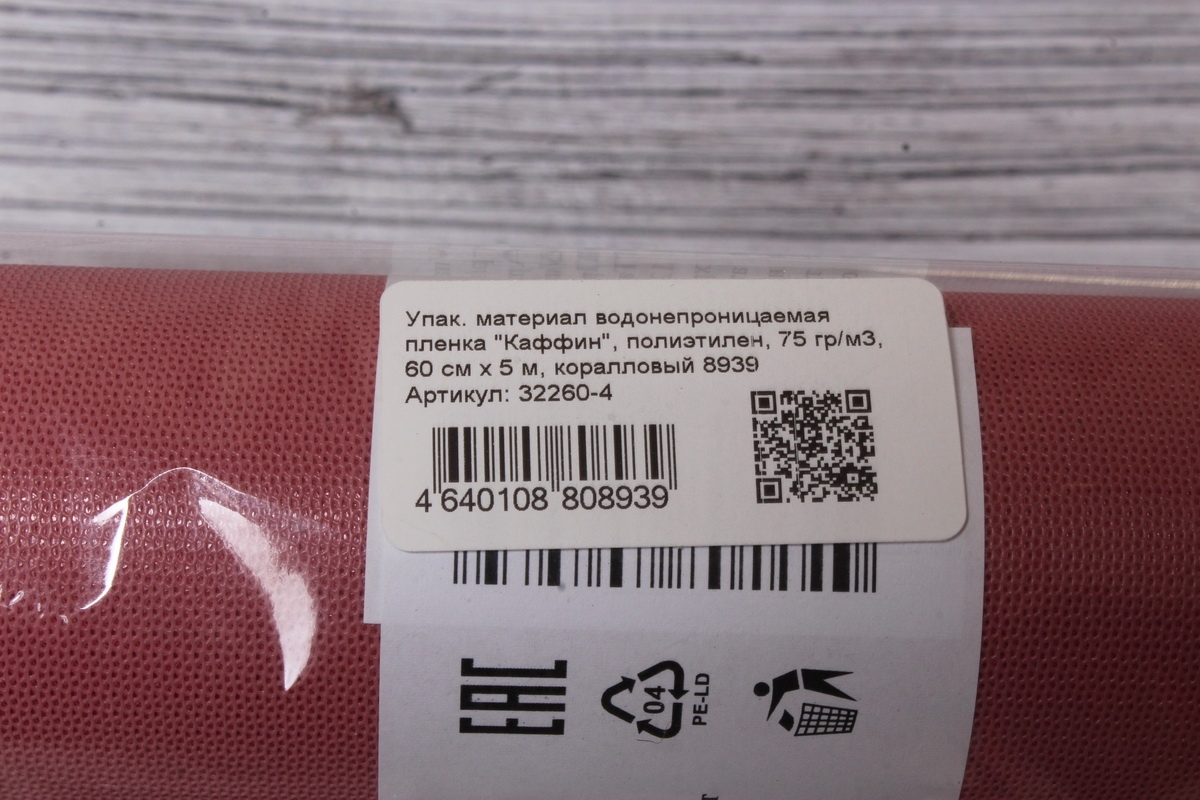 Упак. материал водонепроницаемая
пленка "Каффин", полиэтилен, 75 гр/м3,
60 см х 5 м, коралловый 8939
Артикул: 32260-4
4 640108 808939
EAC
04
PE-LD